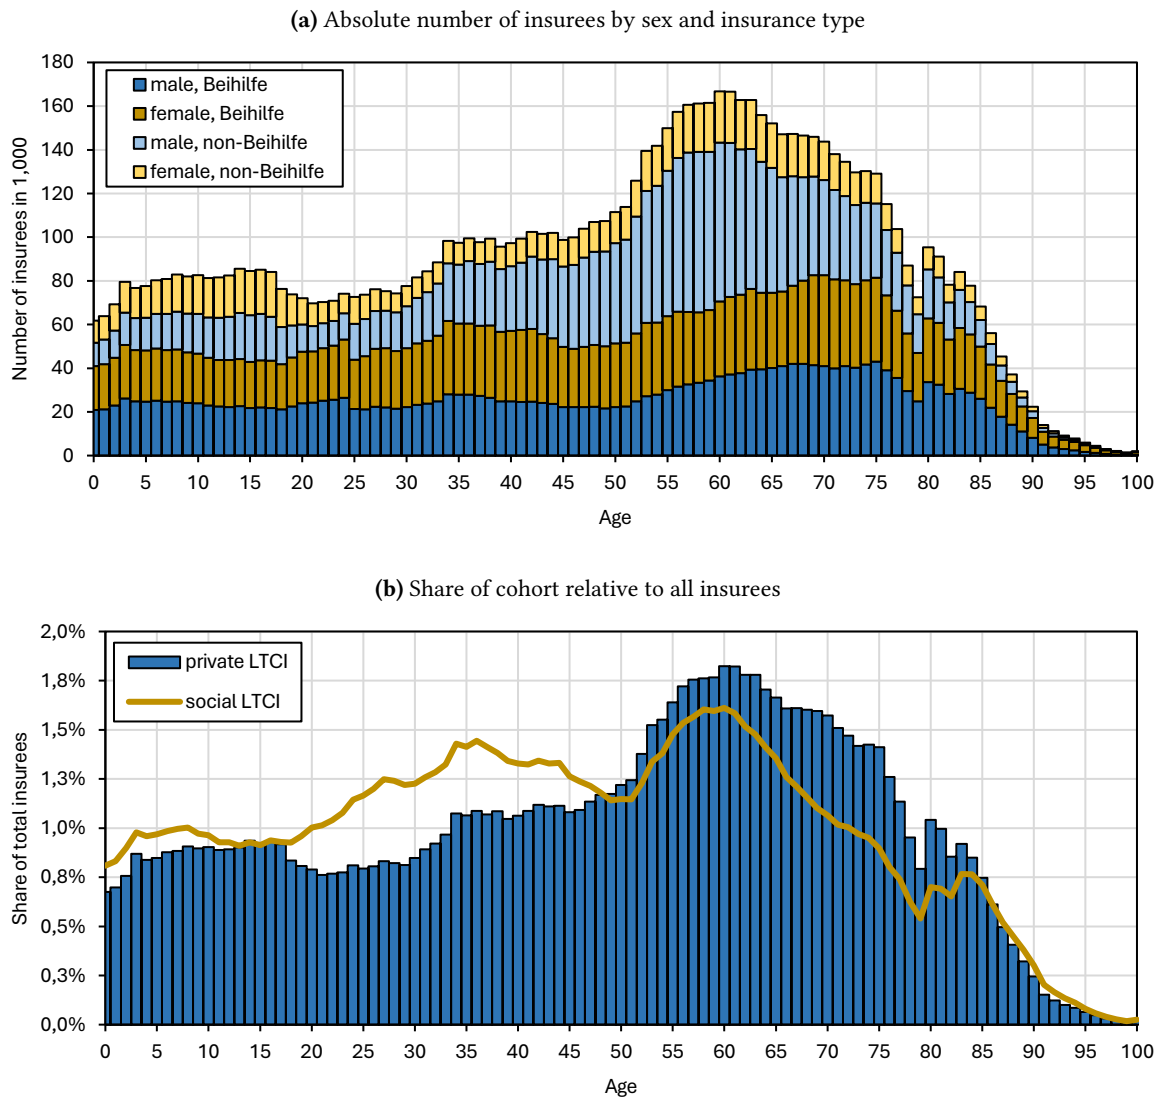 (a) Absolute number of insurees by sex and insurance type
180
160
140
120
100
80
60
40
20
0
Number of insurees in 1,000
male, Beihilfe
female, Beihilfe
male, non-Beihilfe
female, non-Beihilfe
0 5 10 15 20 25 30 35 40 45 50 55 60 65 70 75 80 85 90 95 100
Age
(b) Share of cohort relative to all insurees
2,0%
1,8%
1,5%
1,3%
1,0%
0,8%
0,5%
0,3%
0,0%
Share of total insurees
private LTCI
social LTCI
0 5 10 15 20 25 30 35 40 45 50 55 60 65 70 75 80 85 90 95 100
Age